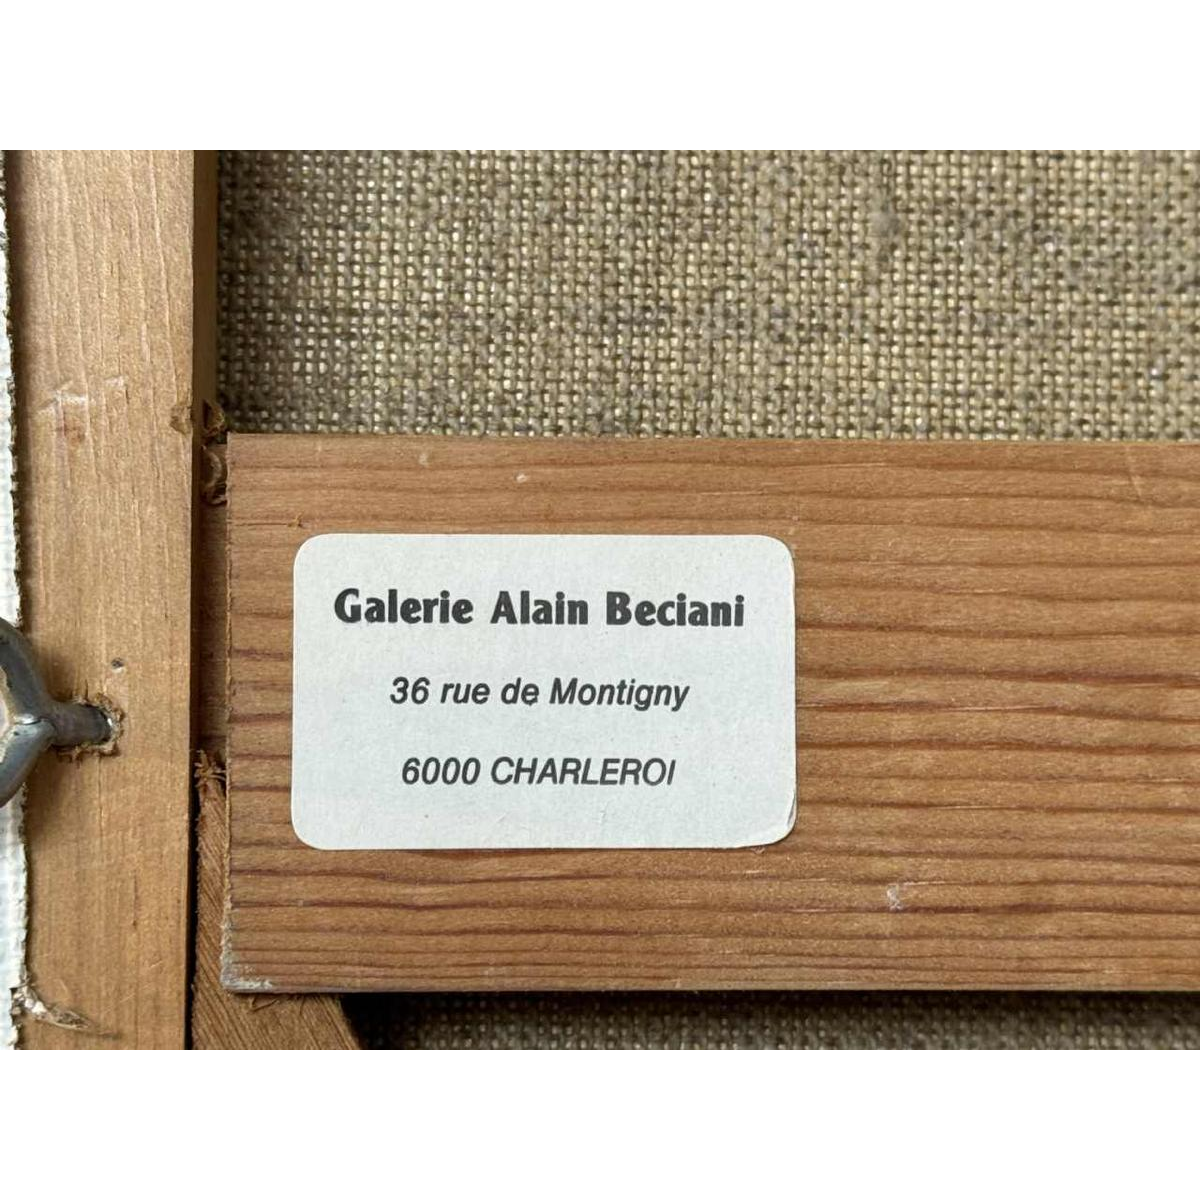 Galerie Alain Beciani
36 rue de Montigny
6000 CHARLEROI